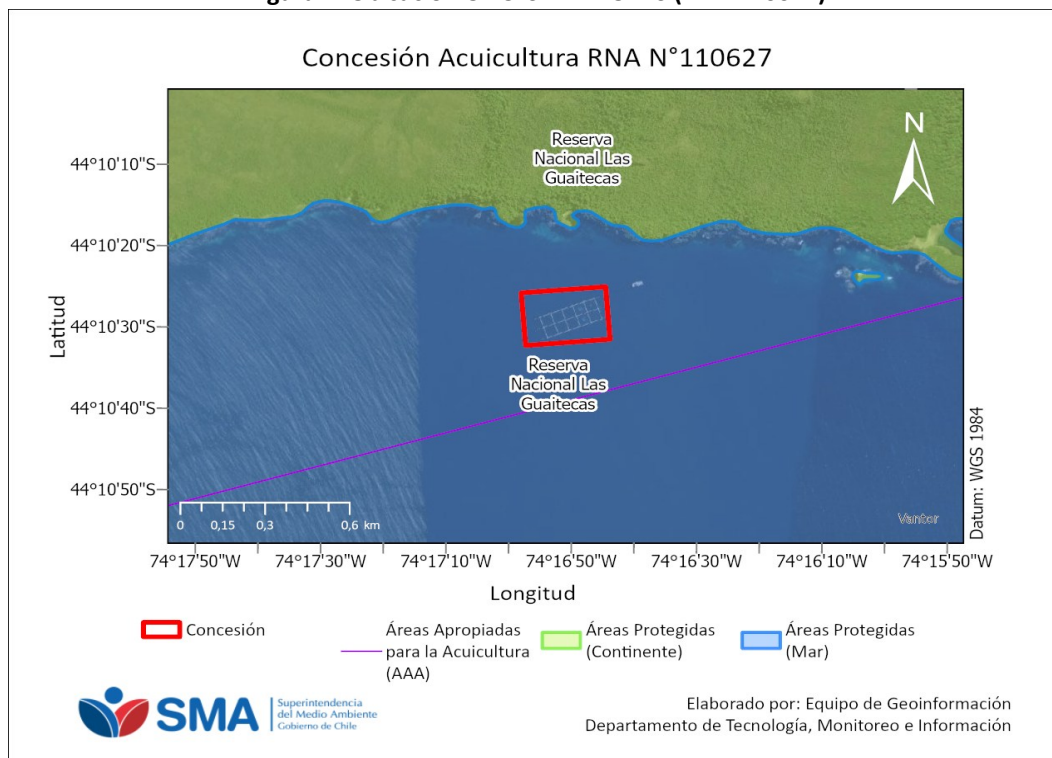 Concesión Acuicultura RNA N°110627
Reserva
Nacional Las
Guaitecas
N
44°10'10"S
44°10'20"S
44°10'30"S
44°10'40"S
44°10'50"S
Latitud
Reserva
Nacional Las
Guaitecas
Datum: WGS 1984
0 0,15 0,3 0,6 km
Vantor
74°17'50"W 74°17'30"W 74°17'10"W 74°16'50"W 74°16'30"W 74°16'10"W 74°15'50"W
Longitud
Concesión
Áreas Apropiadas
para la Acuicultura
(AAA)
Áreas Protegidas
(Continente)
Áreas Protegidas
(Mar)
SMA
Superintendencia
del Medio Ambiente
Gobierno de Chile
Elaborado por: Equipo de Geoinformación
Departamento de Tecnología, Monitoreo e Información